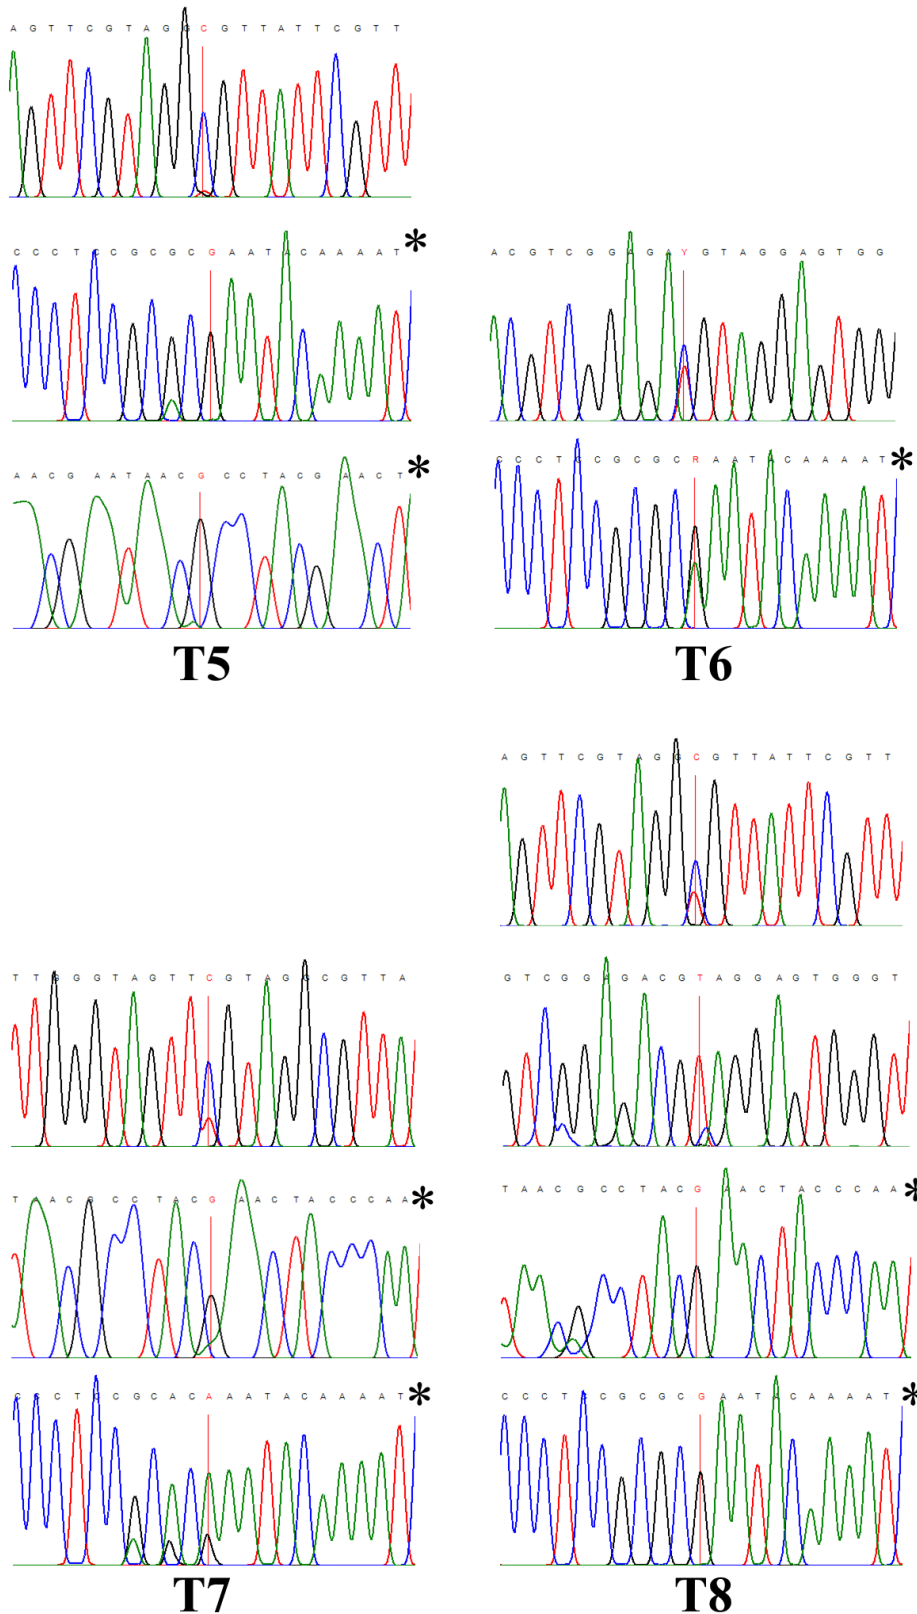 A G T T C G T A G G C G T T A T T C G T T
C C C T C C G C G C G A A T A C A A A A T *
A C G T C G G A G A Y G T A G G A G T G G
A A C G A A T A A C G C C T A C G A A C T *
C C C T C C G C G C R A A T A C A A A A T *
T5
T6
A G T T C G T A G G C G T T A T T C G T T
T T G G G T A G T T C G T A G G C G T T A
G T C G G A G A C G T A G G A G T G G G T
T A A C G C C T A C G A A C T A C C C A A *
T A A C G C C T A C G A A C T A C C C A A *
C C C T C C G C A C A A A T A C A A A A T *
C C C T C C G C G C G A A T A C A A A A T *
T7
T8